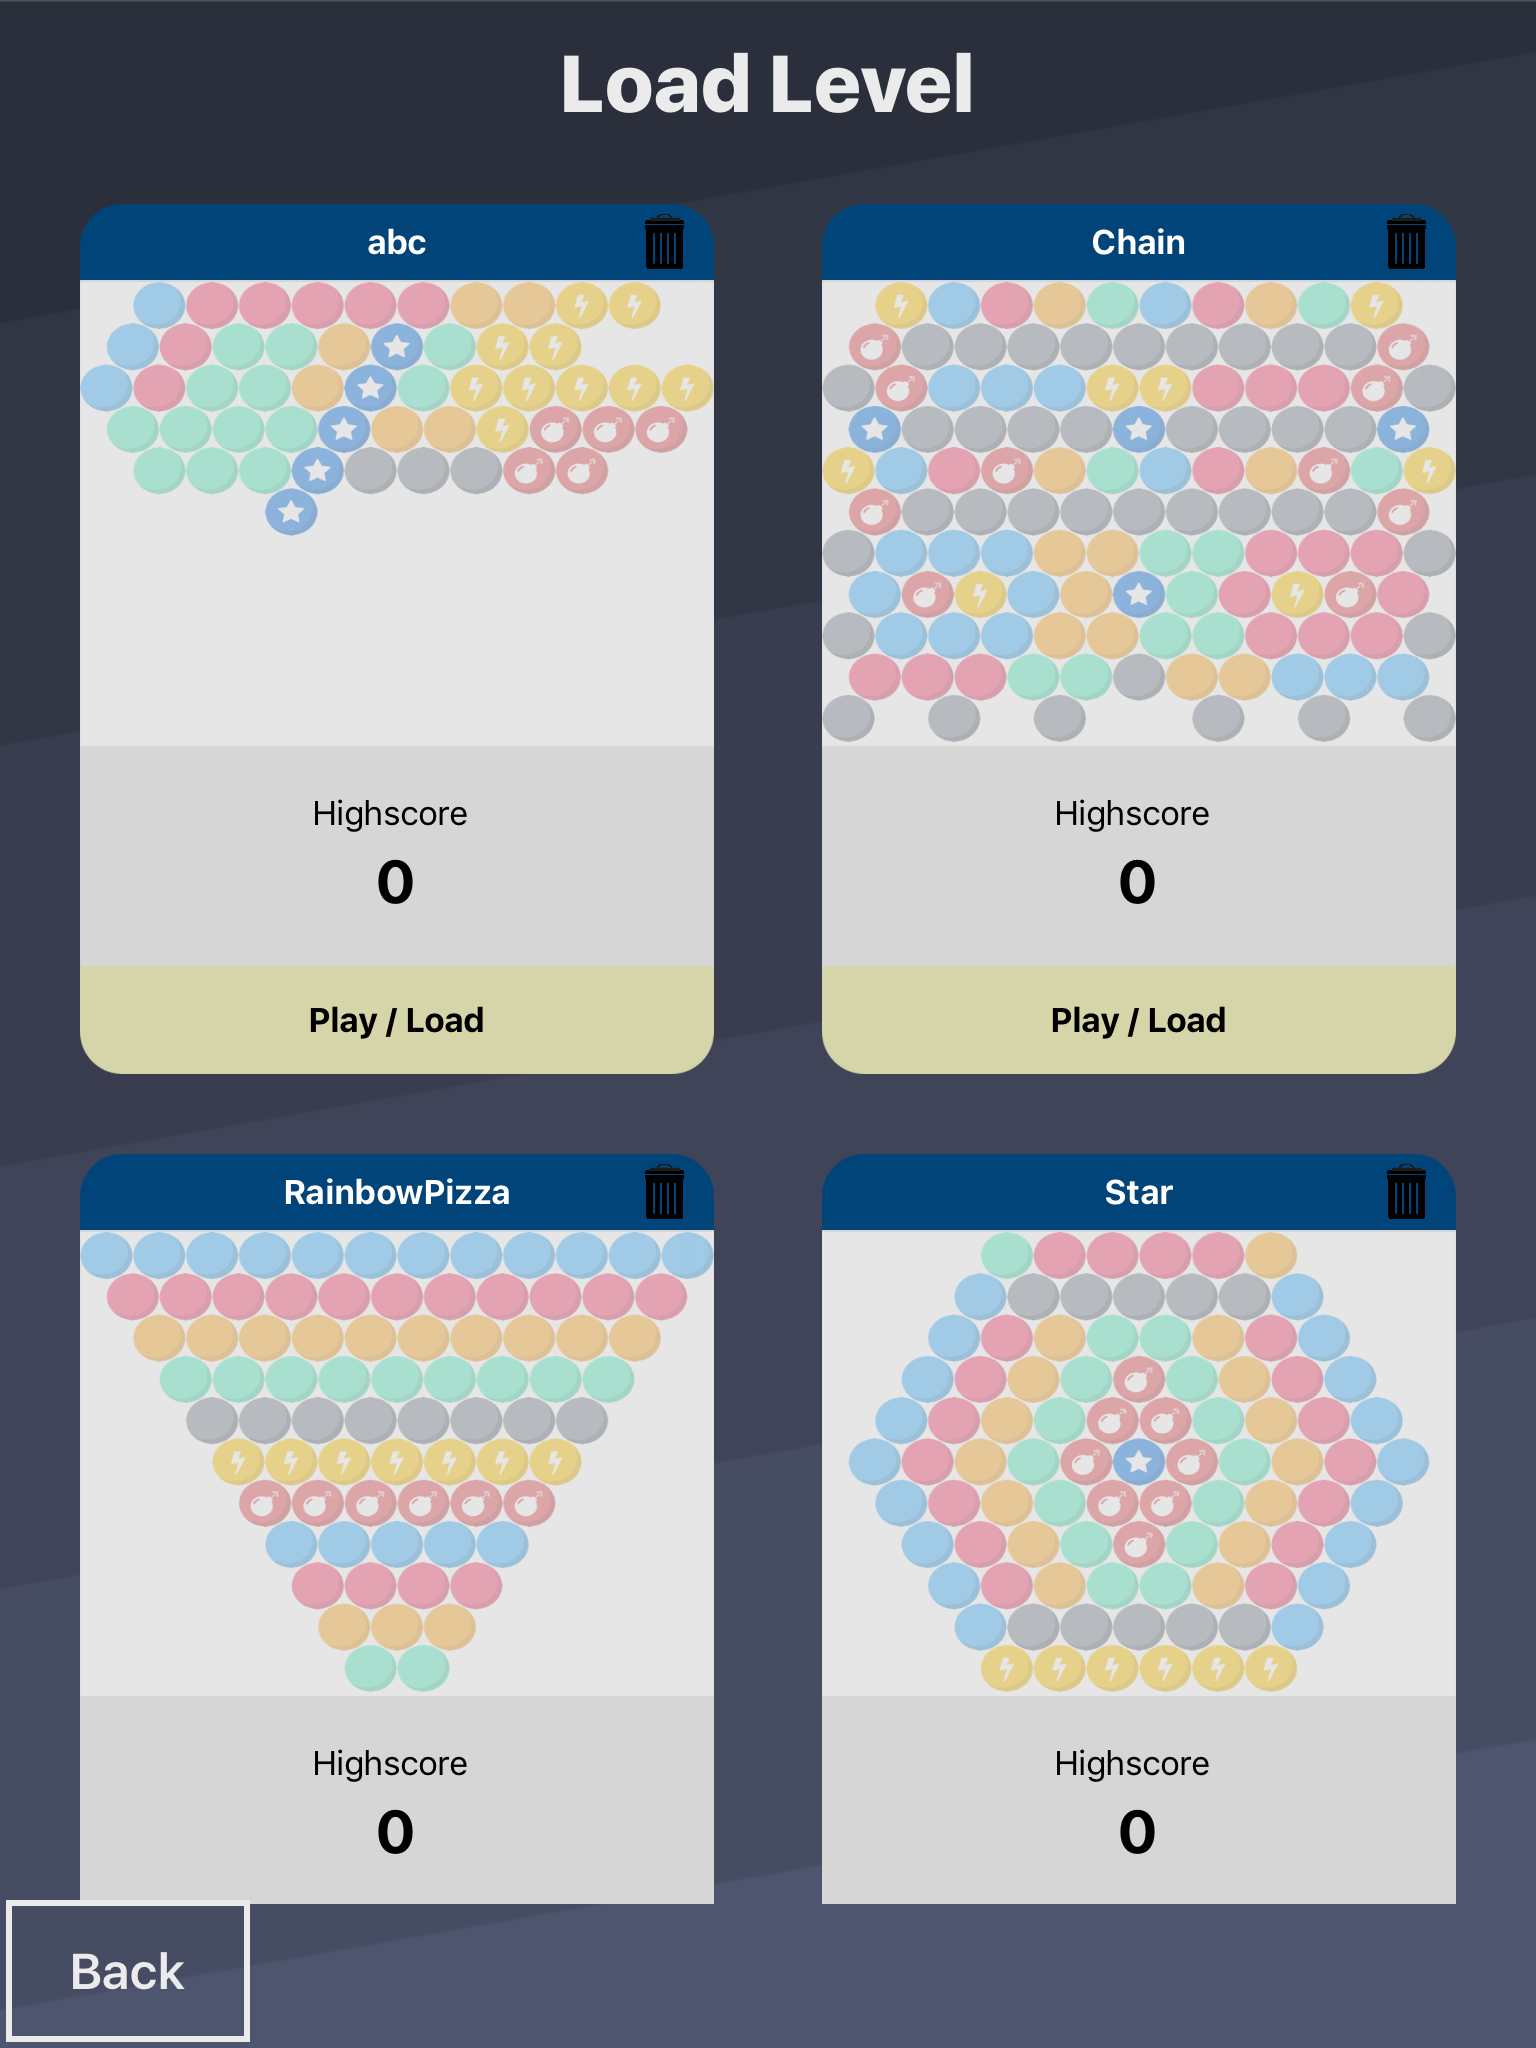 Load Level
abc
Chain
Highscore
0
Highscore
0
Play / Load
Play / Load
RainbowPizza
Star
Highscore
0
Highscore
0
Back